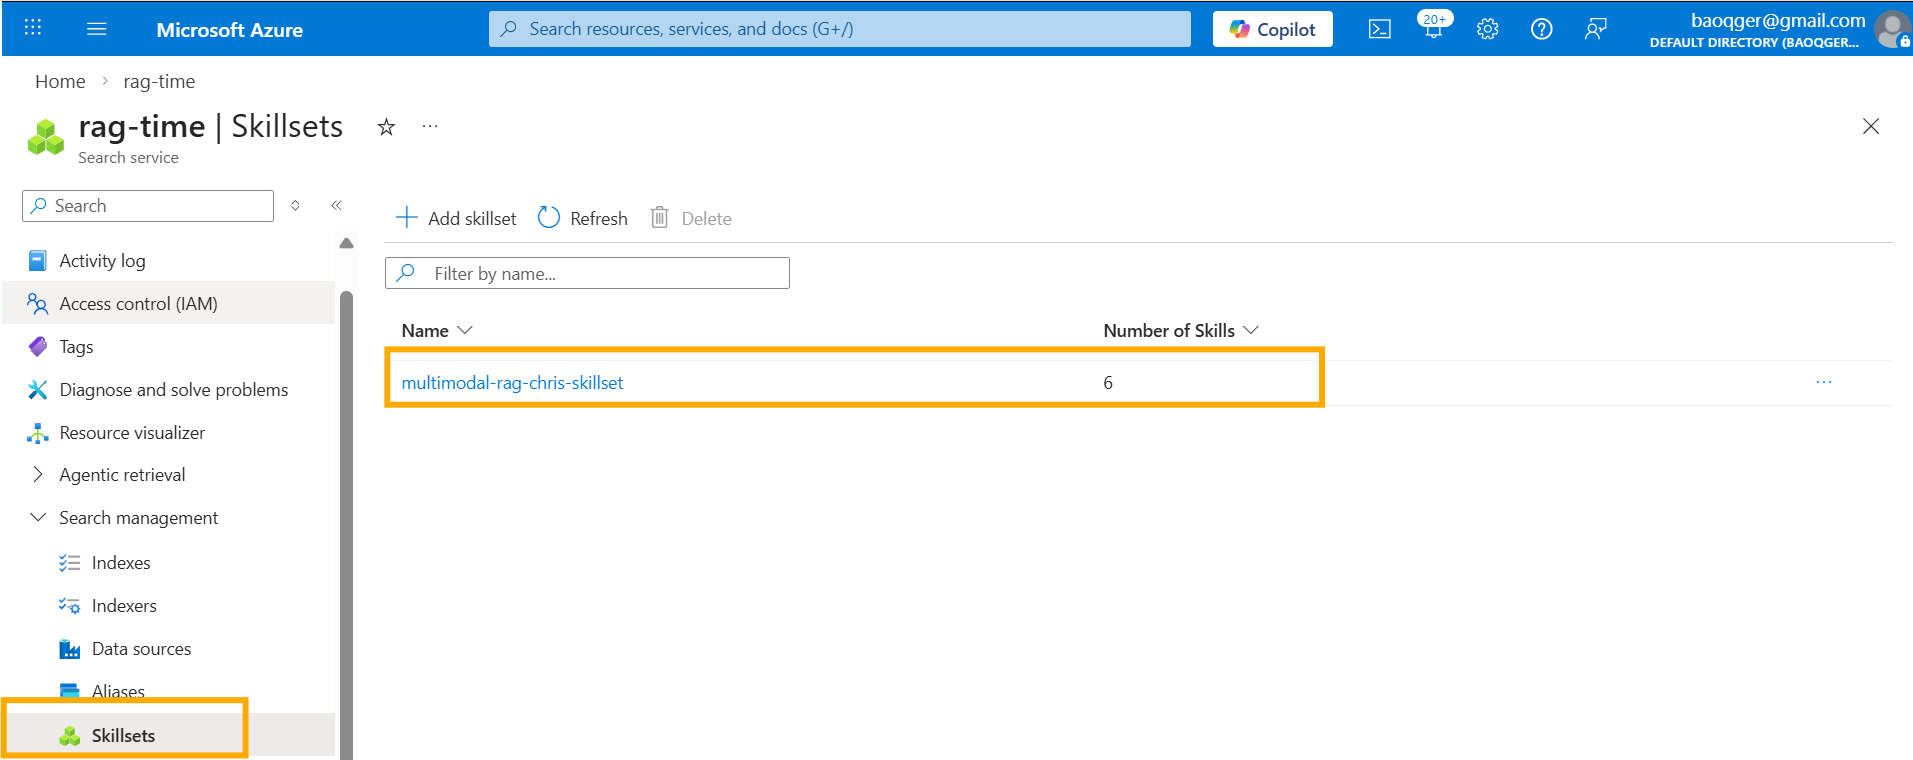 Microsoft Azure
Search resources, services, and docs (G+/)
Copilot
20+
baoqger@gmail.com
DEFAULT DIRECTORY (BAOQGER...
Home > rag-time
rag-time | Skillsets
Search service
Search
Activity log
Access control (IAM)
Tags
Diagnose and solve problems
Resource visualizer
Agentic retrieval
Search management
Indexes
Indexers
Data sources
Aliases
Skillsets
Add skillset Refresh Delete
Filter by name...
Name Number of Skills
multimodal-rag-chris-skillset 6